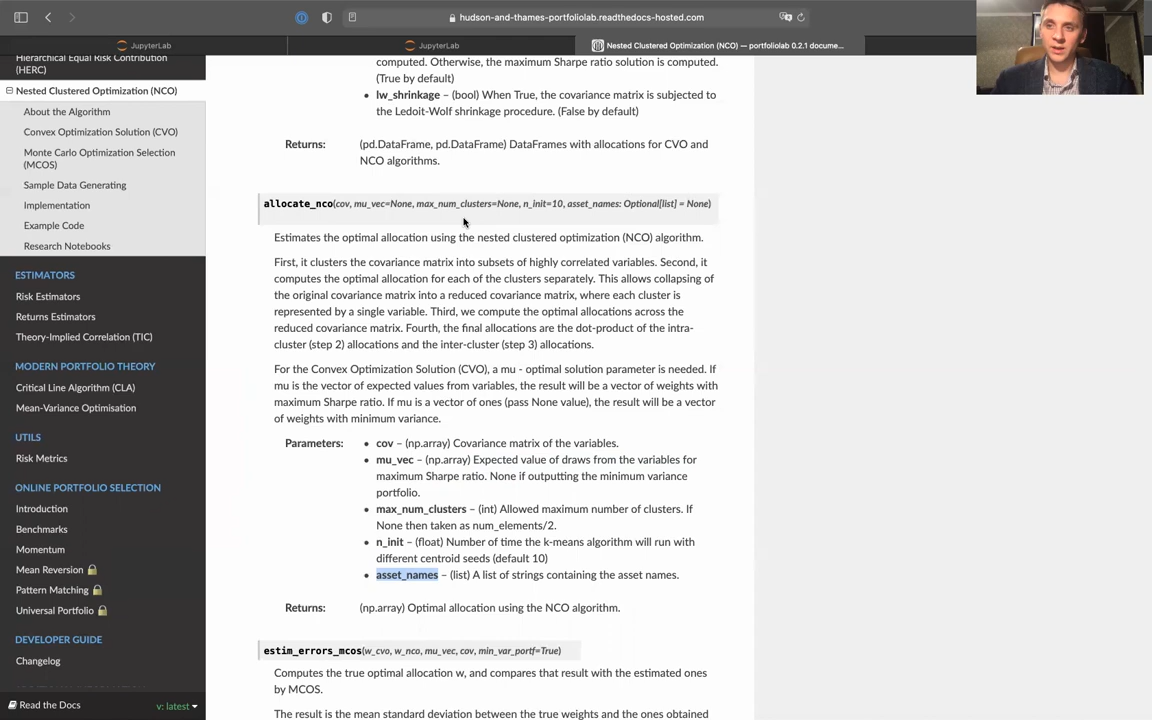 hudson-and-thames-portfoliolab.readthedocs-hosted.com
JupyterLab
JupyterLab
Nested Clustered Optimization (NCO) — portfoliolab 0.2.1 docume...
Hierarchical Equal Risk Contribution
(HERC)
Nested Clustered Optimization (NCO)
About the Algorithm
Convex Optimization Solution (CVO)
Monte Carlo Optimization Selection
(MCOS)
Sample Data Generating
Implementation
Example Code
Research Notebooks
ESTIMATORS
Risk Estimators
Returns Estimators
Theory-Implied Correlation (TIC)
MODERN PORTFOLIO THEORY
Critical Line Algorithm (CLA)
Mean-Variance Optimisation
UTILS
Risk Metrics
ONLINE PORTFOLIO SELECTION
Introduction
Benchmarks
Momentum
Mean Reversion
Pattern Matching
Universal Portfolio
DEVELOPER GUIDE
Changelog
Read the Docs
v: latest
computed. Otherwise, the maximum Sharpe ratio solution is computed.
(True by default)
• lw_shrinkage – (bool) When True, the covariance matrix is subjected to
the Ledoit-Wolf shrinkage procedure. (False by default)
Returns: (pd.DataFrame, pd.DataFrame) DataFrames with allocations for CVO and
NCO algorithms.
allocate_nco(cov, mu_vec=None, max_num_clusters=None, n_init=10, asset_names: Optional[list] = None)
Estimates the optimal allocation using the nested clustered optimization (NCO) algorithm.
First, it clusters the covariance matrix into subsets of highly correlated variables. Second, it
computes the optimal allocation for each of the clusters separately. This allows collapsing of
the original covariance matrix into a reduced covariance matrix, where each cluster is
represented by a single variable. Third, we compute the optimal allocations across the
reduced covariance matrix. Fourth, the final allocations are the dot-product of the intra-
cluster (step 2) allocations and the inter-cluster (step 3) allocations.
For the Convex Optimization Solution (CVO), a mu - optimal solution parameter is needed. If
mu is the vector of expected values from variables, the result will be a vector of weights with
maximum Sharpe ratio. If mu is a vector of ones (pass None value), the result will be a vector
of weights with minimum variance.
Parameters: • cov – (np.array) Covariance matrix of the variables.
• mu_vec – (np.array) Expected value of draws from the variables for
maximum Sharpe ratio. None if outputting the minimum variance
portfolio.
• max_num_clusters – (int) Allowed maximum number of clusters. If
None then taken as num_elements/2.
• n_init – (float) Number of time the k-means algorithm will run with
different centroid seeds (default 10)
• asset_names – (list) A list of strings containing the asset names.
Returns: (np.array) Optimal allocation using the NCO algorithm.
estim_errors_mcos(w_cvo, w_nco, mu_vec, cov, min_var_portf=True)
Computes the true optimal allocation w, and compares that result with the estimated ones
by MCOS.
The result is the mean standard deviation between the true weights and the ones obtained